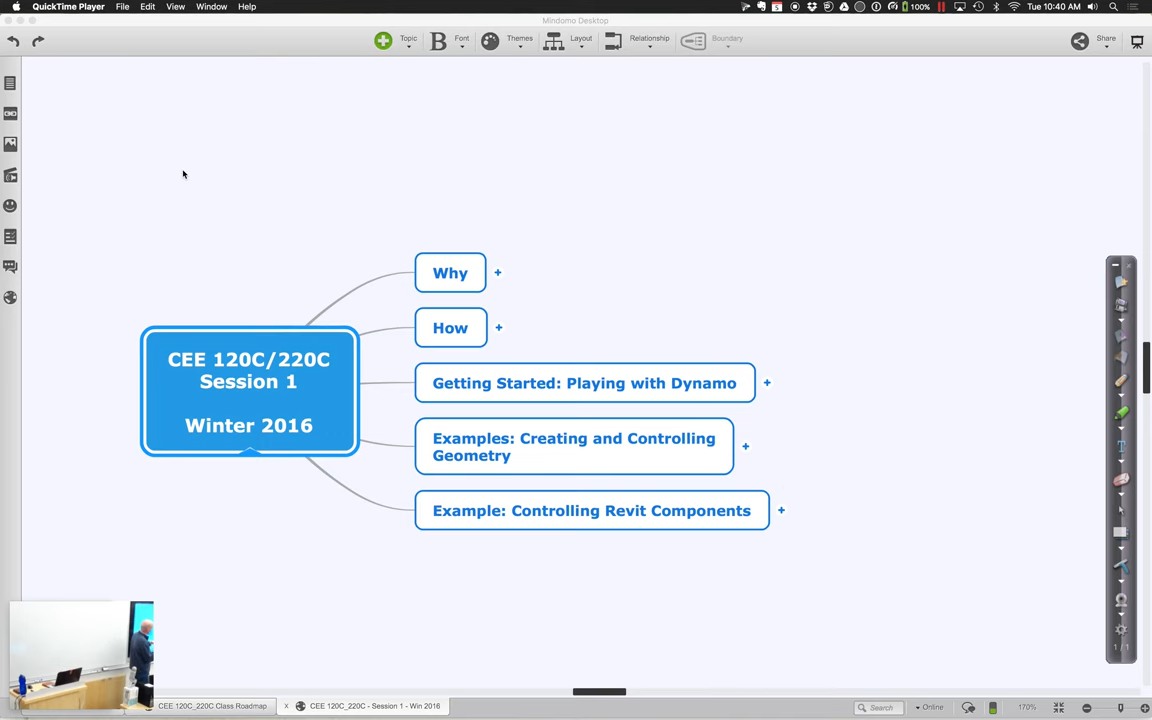 QuickTime Player File Edit View Window Help
5 100% Tue 10:40 AM
Mindomo Desktop
Topic B Font Themes Layout Relationship Boundary Share
Why +
How +
CEE 120C/220C
Session 1
Winter 2016
Getting Started: Playing with Dynamo +
Examples: Creating and Controlling
Geometry +
Example: Controlling Revit Components +
T
1 / 1
CEE 120C_220C Class Roadmap x CEE 120C_220C - Session 1 - Win 2016 Search Online 170%